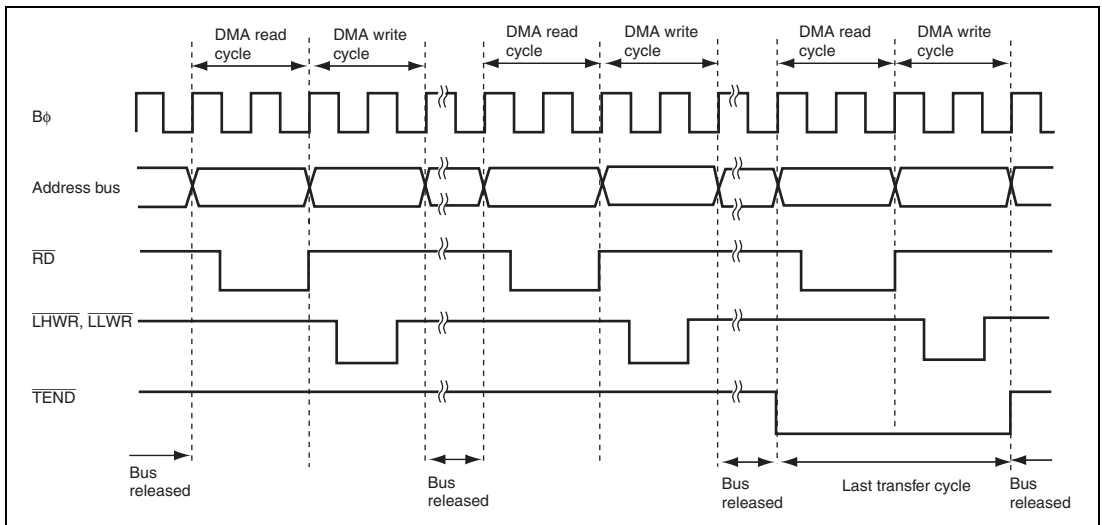 DMA read cycle
DMA write cycle
DMA read cycle
DMA write cycle
DMA read cycle
DMA write cycle
Bϕ
Address bus
RD
LHWR, LLWR
TEND
Bus released
Bus released
Bus released
Last transfer cycle
Bus released